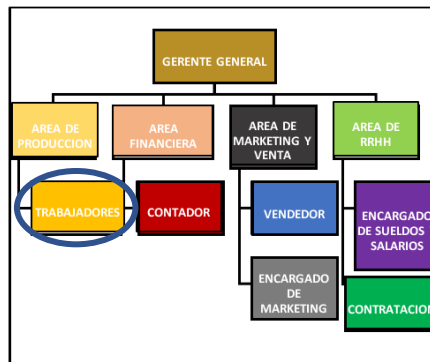 GERENTE GENERAL
AREA DE
PRODUCCION
AREA
FINANCIERA
AREA DE
MARKETING Y
VENTA
AREA DE
RRHH
TRABAJADORES
CONTADOR
VENDEDOR
ENCARGADO
DE SUELDOS
SALARIOS
ENCARGADO
DE
MARKETING
CONTRATACION